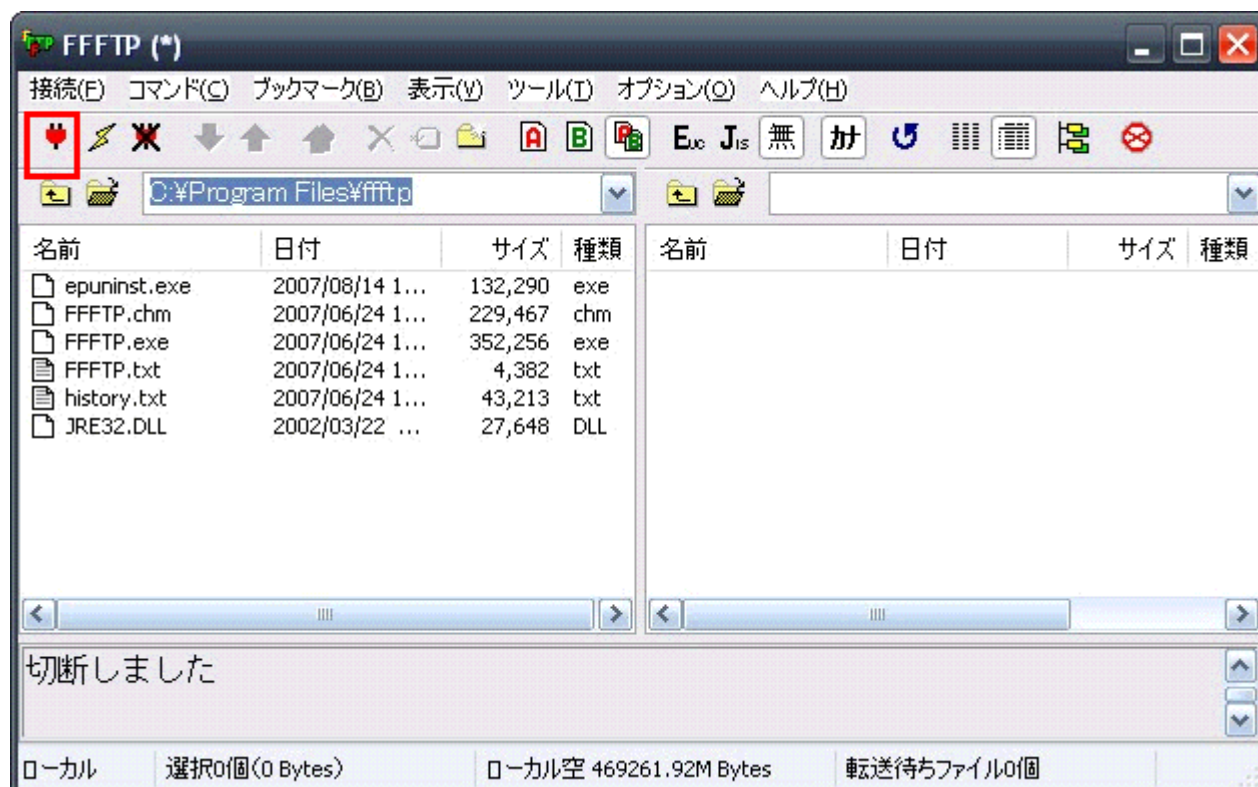 FFFTP (*)
接続(F) コマンド(C) ブックマーク(B) 表示(V) ツール(T) オプション(O) ヘルプ(H)
A B Euc Jis 無 カナ
C:¥Program Files¥ffftp
名前 日付 サイズ 種類 名前 日付 サイズ 種類
epuninst.exe 2007/08/14 1... 132,290 exe
FFFTP.chm 2007/06/24 1... 229,467 chm
FFFTP.exe 2007/06/24 1... 352,256 exe
FFFTP.txt 2007/06/24 1... 4,382 txt
history.txt 2007/06/24 1... 43,213 txt
JRE32.DLL 2002/03/22 ... 27,648 DLL
切断しました
ローカル 選択0個(0 Bytes) ローカル空 469261.92M Bytes 転送待ちファイル0個